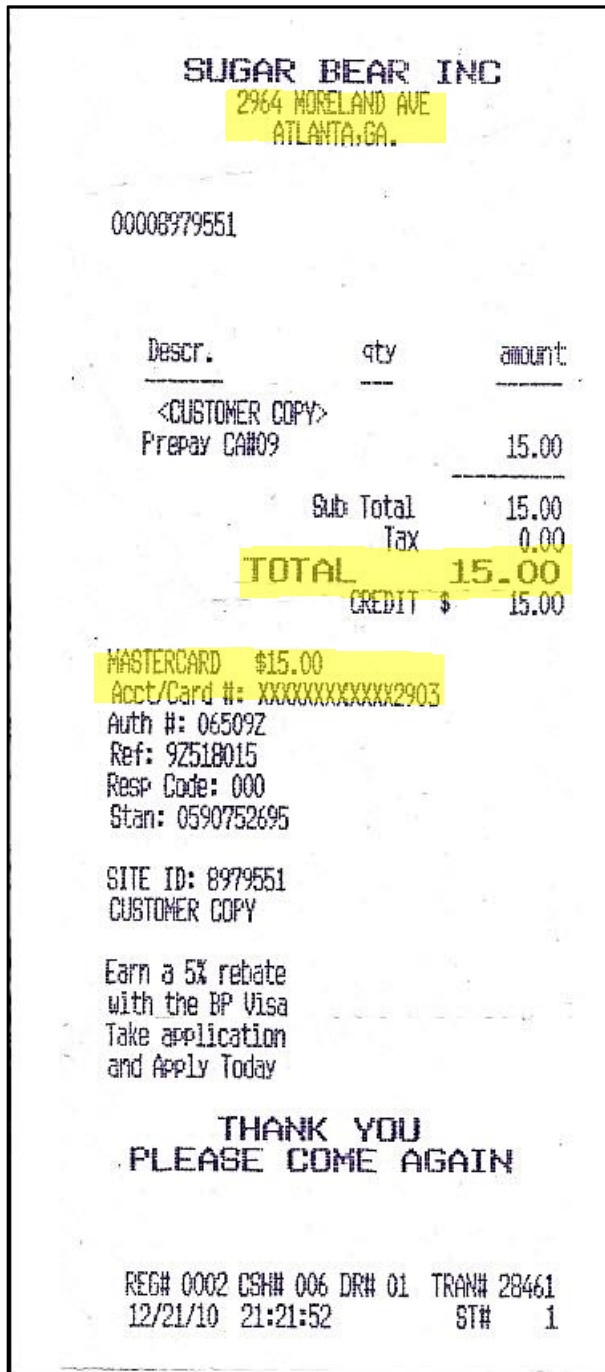 SUGAR BEAR INC
2964 MORELAND AVE
ATLANTA,GA.
00008979551
Descr. qty amount
<CUSTOMER COPY>
Prepay CA#09 15.00
Sub Total 15.00
Tax 0.00
TOTAL 15.00
CREDIT $ 15.00
MASTERCARD $15.00
Acct/Card #: XXXXXXXXXXXX2903
Auth #: 06509Z
Ref: 9Z518015
Resp Code: 000
Stan: 0590752695
SITE ID: 8979551
CUSTOMER COPY
Earn a 5% rebate
with the BP Visa
Take application
and Apply Today
THANK YOU
PLEASE COME AGAIN
REG# 0002 CSH# 006 DR# 01 TRAN# 28461
12/21/10 21:21:52 ST# 1